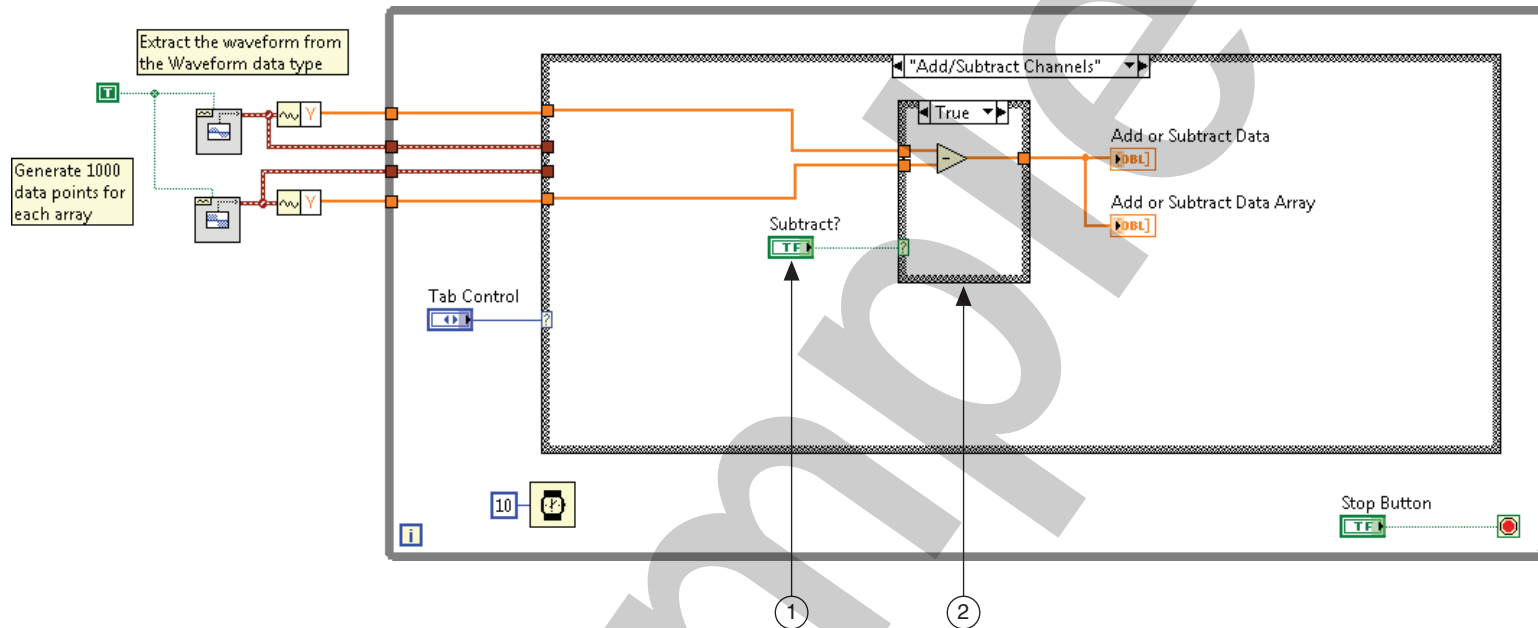 Extract the waveform from
the Waveform data type
T
Y
Generate 1000
data points for
each array
Y
"Add/Subtract Channels"
True
-
Add or Subtract Data
DBL]
Add or Subtract Data Array
DBL]
Subtract?
TF
?
Tab Control
?
10
i
Stop Button
TF
1
2
mple